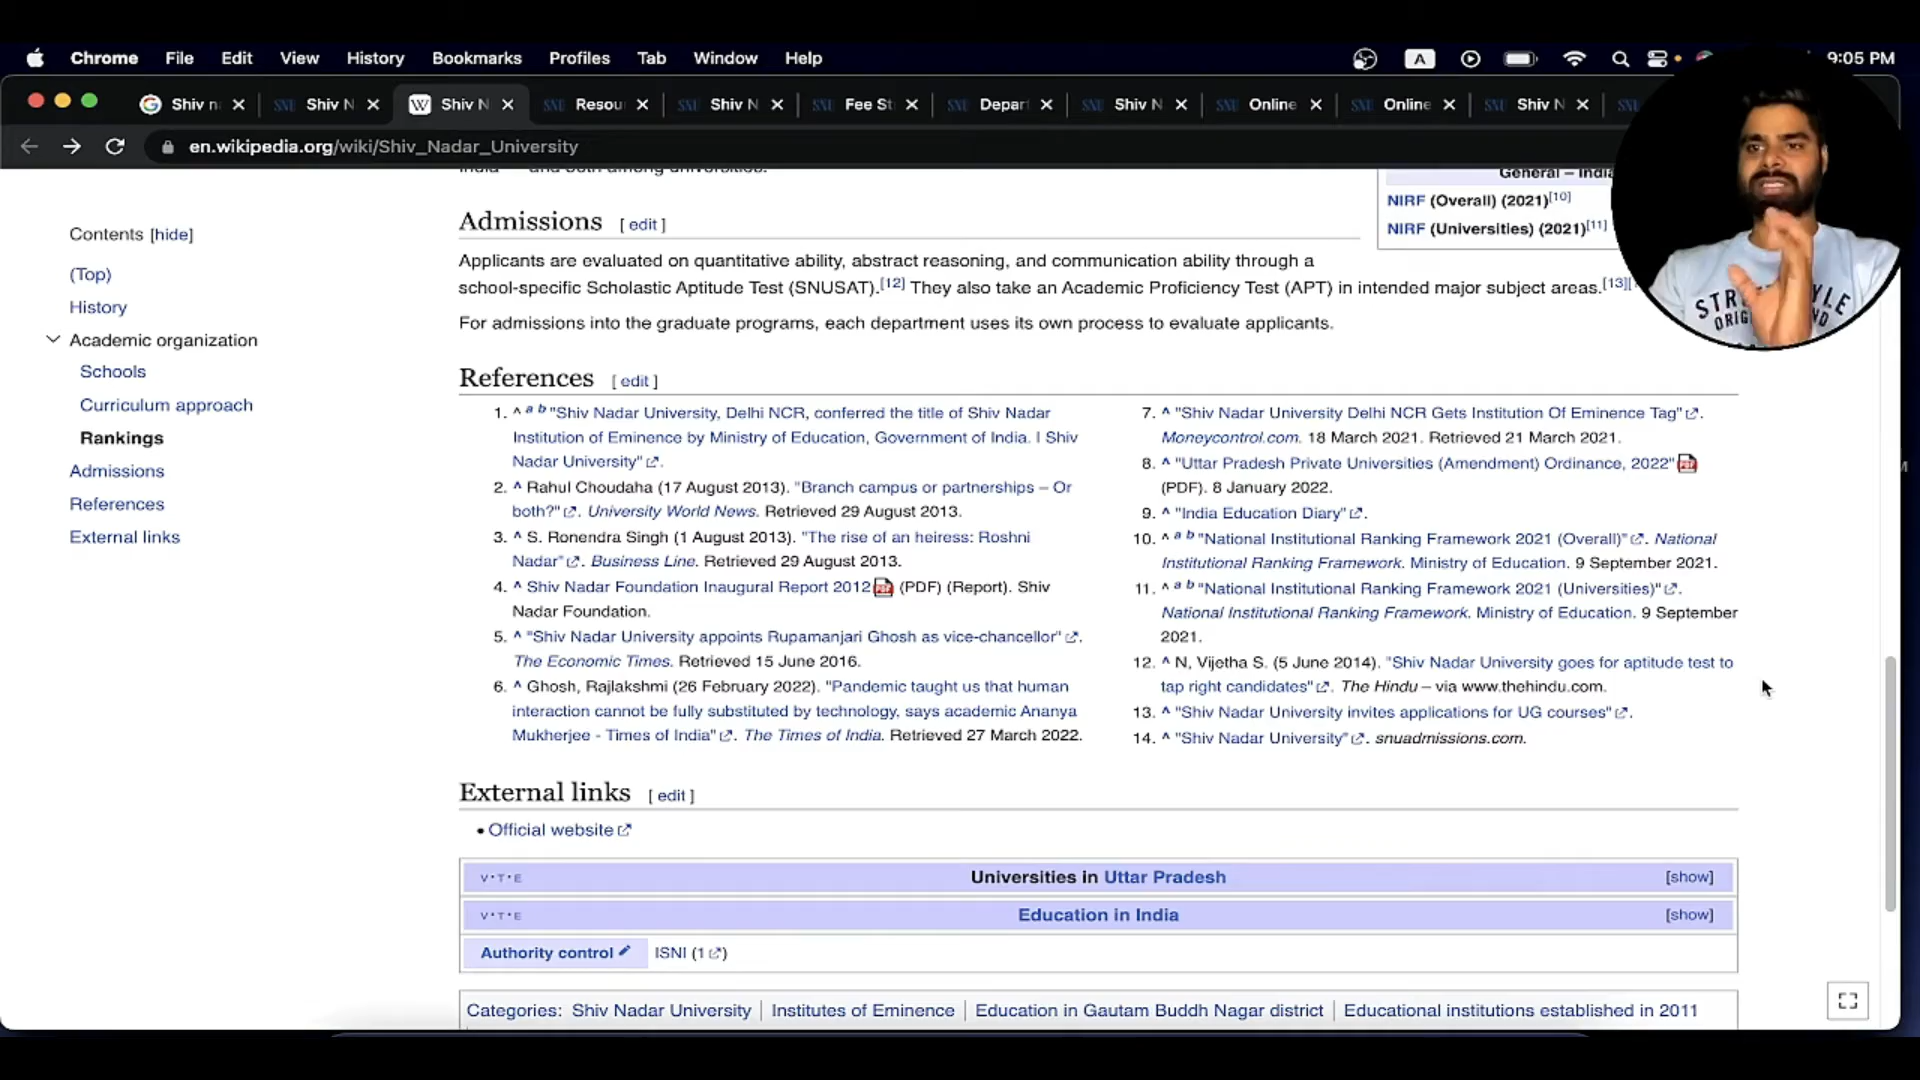 Chrome File Edit View History Bookmarks Profiles Tab Window Help A 9:05 PM
Shiv n Shiv N W Shiv N Resou Shiv N Fee St Depar Shiv N Online Online Shiv N
en.wikipedia.org/wiki/Shiv_Nadar_University
Contents [hide]
(Top)
History
Academic organization
Schools
Curriculum approach
Rankings
Admissions
References
External links
General – India
NIRF (Overall) (2021)[10]
NIRF (Universities) (2021)[11]
Admissions [ edit ]
Applicants are evaluated on quantitative ability, abstract reasoning, and communication ability through a
school-specific Scholastic Aptitude Test (SNUSAT).[12] They also take an Academic Proficiency Test (APT) in intended major subject areas.[13]
For admissions into the graduate programs, each department uses its own process to evaluate applicants.
References [ edit ]
1. ^ a b "Shiv Nadar University, Delhi NCR, conferred the title of Shiv Nadar
Institution of Eminence by Ministry of Education, Government of India. | Shiv
Nadar University".
2. ^ Rahul Choudaha (17 August 2013). "Branch campus or partnerships – Or
both?". University World News. Retrieved 29 August 2013.
3. ^ S. Ronendra Singh (1 August 2013). "The rise of an heiress: Roshni
Nadar". Business Line. Retrieved 29 August 2013.
4. ^ Shiv Nadar Foundation Inaugural Report 2012 (PDF) (Report). Shiv
Nadar Foundation.
5. ^ "Shiv Nadar University appoints Rupamanjari Ghosh as vice-chancellor".
The Economic Times. Retrieved 15 June 2016.
6. ^ Ghosh, Rajlakshmi (26 February 2022). "Pandemic taught us that human
interaction cannot be fully substituted by technology, says academic Ananya
Mukherjee - Times of India". The Times of India. Retrieved 27 March 2022.
7. ^ "Shiv Nadar University Delhi NCR Gets Institution Of Eminence Tag".
Moneycontrol.com. 18 March 2021. Retrieved 21 March 2021.
8. ^ "Uttar Pradesh Private Universities (Amendment) Ordinance, 2022"
(PDF). 8 January 2022.
9. ^ "India Education Diary".
10. ^ a b "National Institutional Ranking Framework 2021 (Overall)". National
Institutional Ranking Framework. Ministry of Education. 9 September 2021.
11. ^ a b "National Institutional Ranking Framework 2021 (Universities)".
National Institutional Ranking Framework. Ministry of Education. 9 September
2021.
12. ^ N, Vijetha S. (5 June 2014). "Shiv Nadar University goes for aptitude test to
tap right candidates". The Hindu – via www.thehindu.com.
13. ^ "Shiv Nadar University invites applications for UG courses".
14. ^ "Shiv Nadar University". snuadmissions.com.
External links [ edit ]
• Official website
V·T·E Universities in Uttar Pradesh [show]
V·T·E Education in India [show]
Authority control ISNI (1)
Categories: Shiv Nadar University | Institutes of Eminence | Education in Gautam Buddh Nagar district | Educational institutions established in 2011